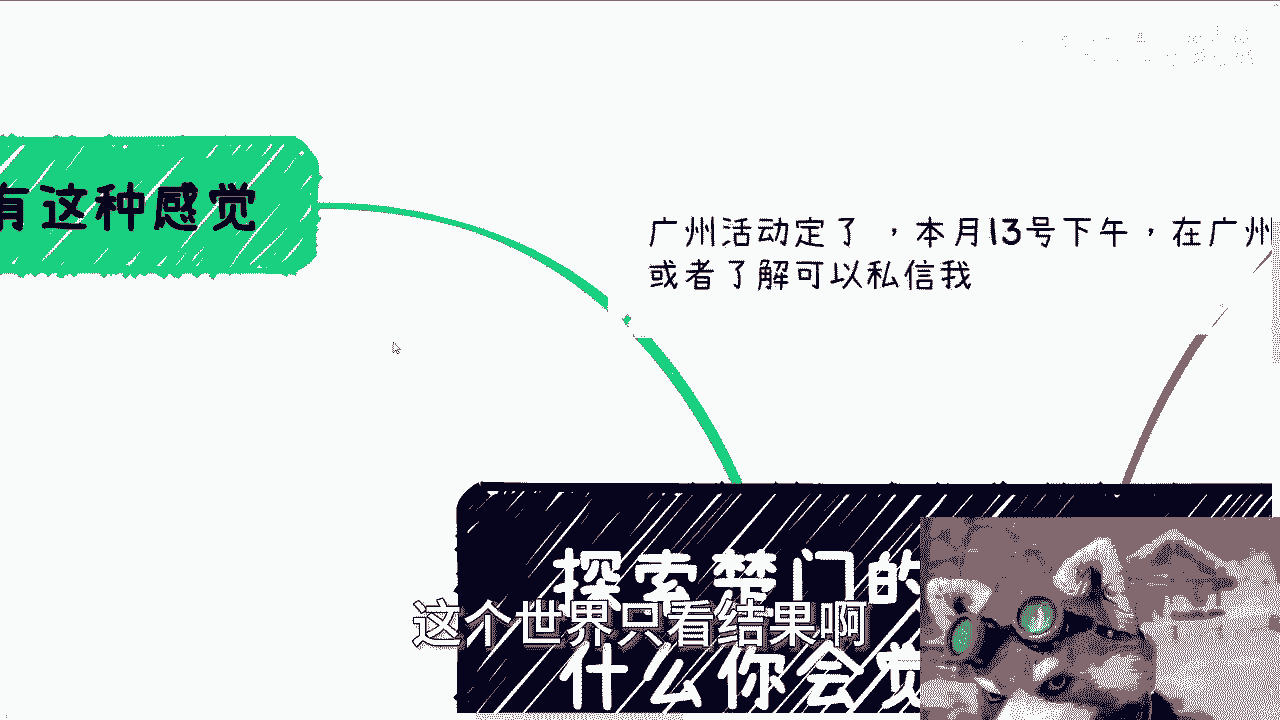 有这种感觉
广州活动定了 ，本月13号下午，在广州
或者了解可以私信我
探索楚门的
这个世界只看结果啊
什么你会觉